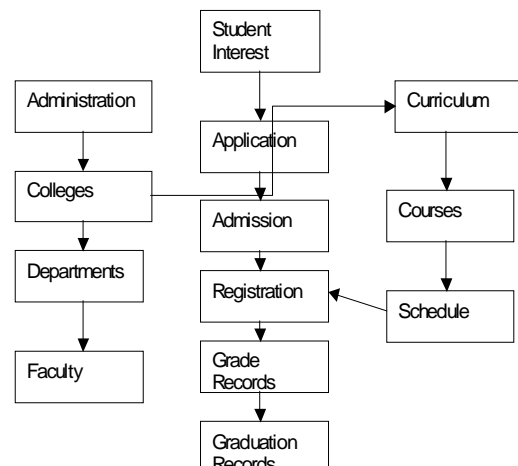 Student
Interest
Administration
Curriculum
Application
Colleges
Admission
Courses
Departments
Registration
Schedule
Faculty
Grade
Records
Graduation
Records